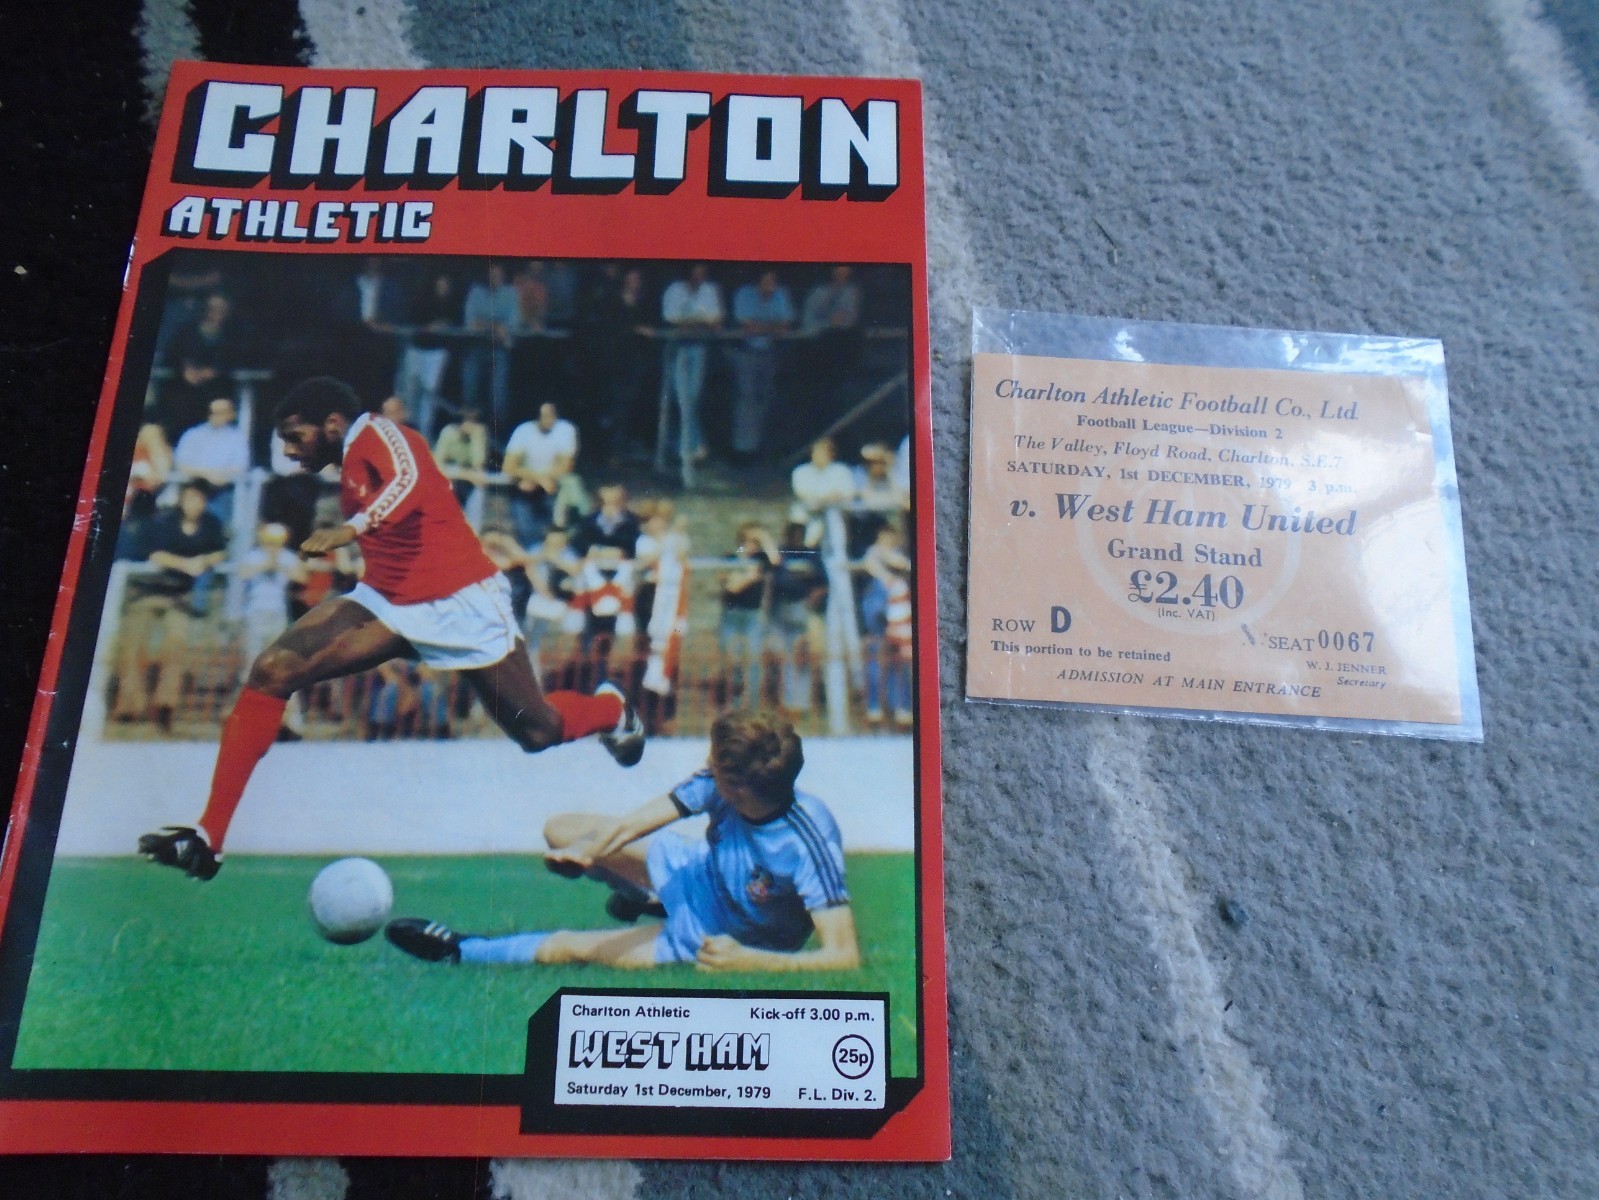 CHARLTON
ATHLETIC
Charlton Athletic Kick-off 3.00 p.m.
WEST HAM 25p
Saturday 1st December, 1979 F.L. Div. 2.
Charlton Athletic Football Co., Ltd.
Football League—Division 2
The Valley, Floyd Road, Charlton, S.E.7
SATURDAY, 1st DECEMBER, 1979 3 p.m.
v. West Ham United
Grand Stand
£2.40
(Inc. VAT)
ROW D SEAT 0067
This portion to be retained
W. J. JENNER
Secretary
ADMISSION AT MAIN ENTRANCE